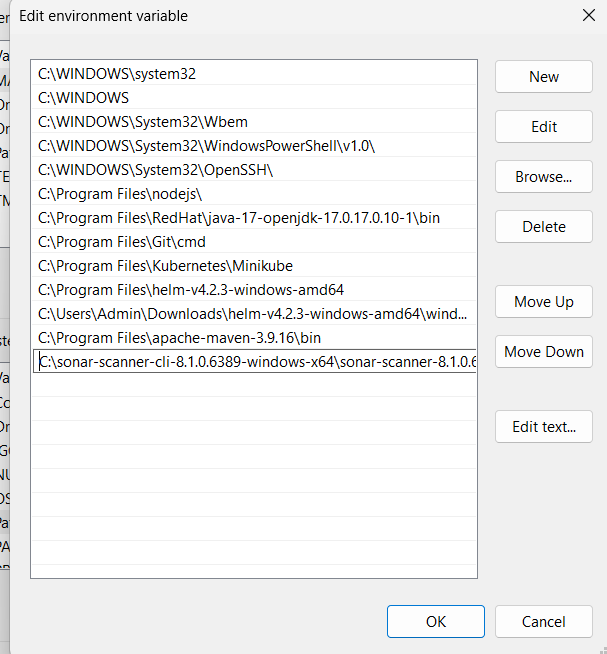 Edit environment variable
C:\WINDOWS\system32
C:\WINDOWS
C:\WINDOWS\System32\Wbem
C:\WINDOWS\System32\WindowsPowerShell\v1.0\
C:\WINDOWS\System32\OpenSSH\
C:\Program Files\nodejs\
C:\Program Files\RedHat\java-17-openjdk-17.0.17.0.10-1\bin
C:\Program Files\Git\cmd
C:\Program Files\Kubernetes\Minikube
C:\Program Files\helm-v4.2.3-windows-amd64
C:\Users\Admin\Downloads\helm-v4.2.3-windows-amd64\wind...
C:\Program Files\apache-maven-3.9.16\bin
C:\sonar-scanner-cli-8.1.0.6389-windows-x64\sonar-scanner-8.1.0.6
New
Edit
Browse...
Delete
Move Up
Move Down
Edit text...
OK
Cancel